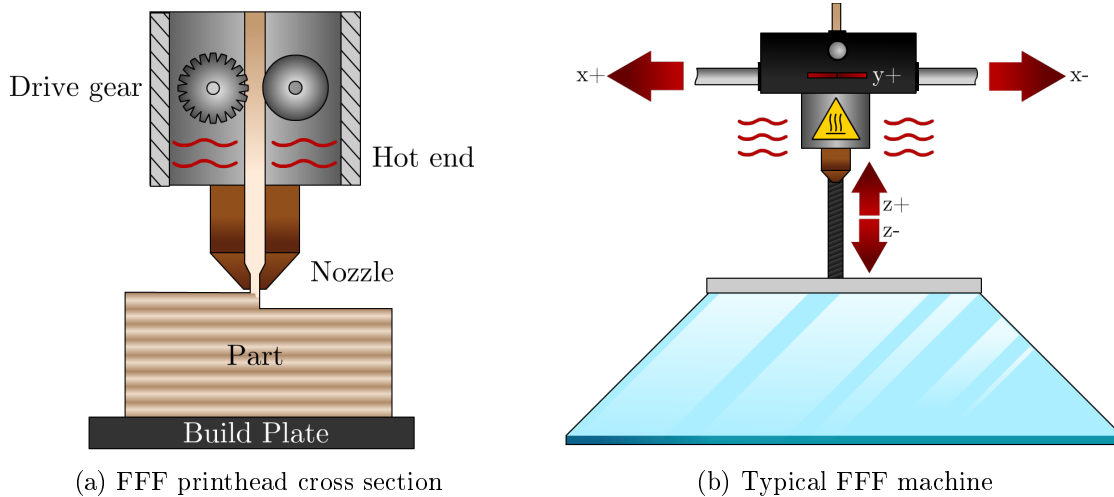 Drive gear
Hot end
Nozzle
Part
Build Plate
(a) FFF printhead cross section
x+
y+
x-
z+
z-
(b) Typical FFF machine